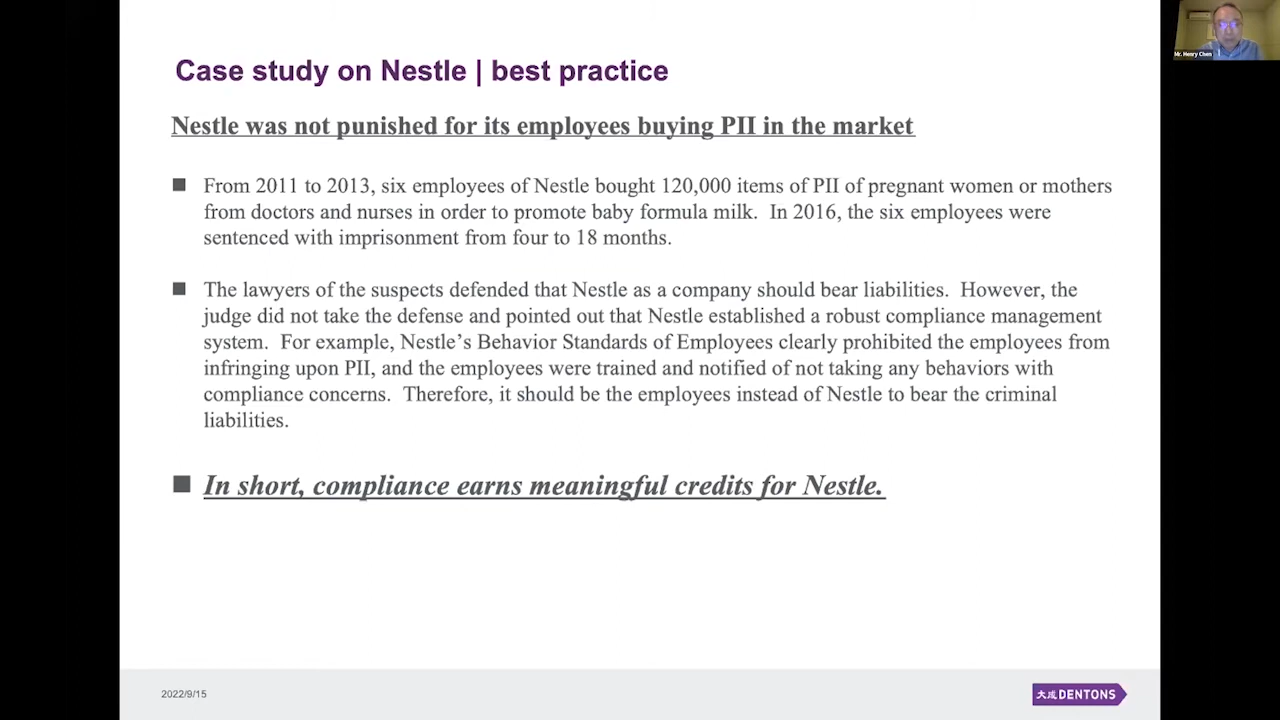 Case study on Nestle | best practice
Nestle was not punished for its employees buying PII in the market
■ From 2011 to 2013, six employees of Nestle bought 120,000 items of PII of pregnant women or mothers
from doctors and nurses in order to promote baby formula milk. In 2016, the six employees were
sentenced with imprisonment from four to 18 months.
■ The lawyers of the suspects defended that Nestle as a company should bear liabilities. However, the
judge did not take the defense and pointed out that Nestle established a robust compliance management
system. For example, Nestle's Behavior Standards of Employees clearly prohibited the employees from
infringing upon PII, and the employees were trained and notified of not taking any behaviors with
compliance concerns. Therefore, it should be the employees instead of Nestle to bear the criminal
liabilities.
■ In short, compliance earns meaningful credits for Nestle.
2022/9/15
大成DENTONS
Mr. Henry Chen